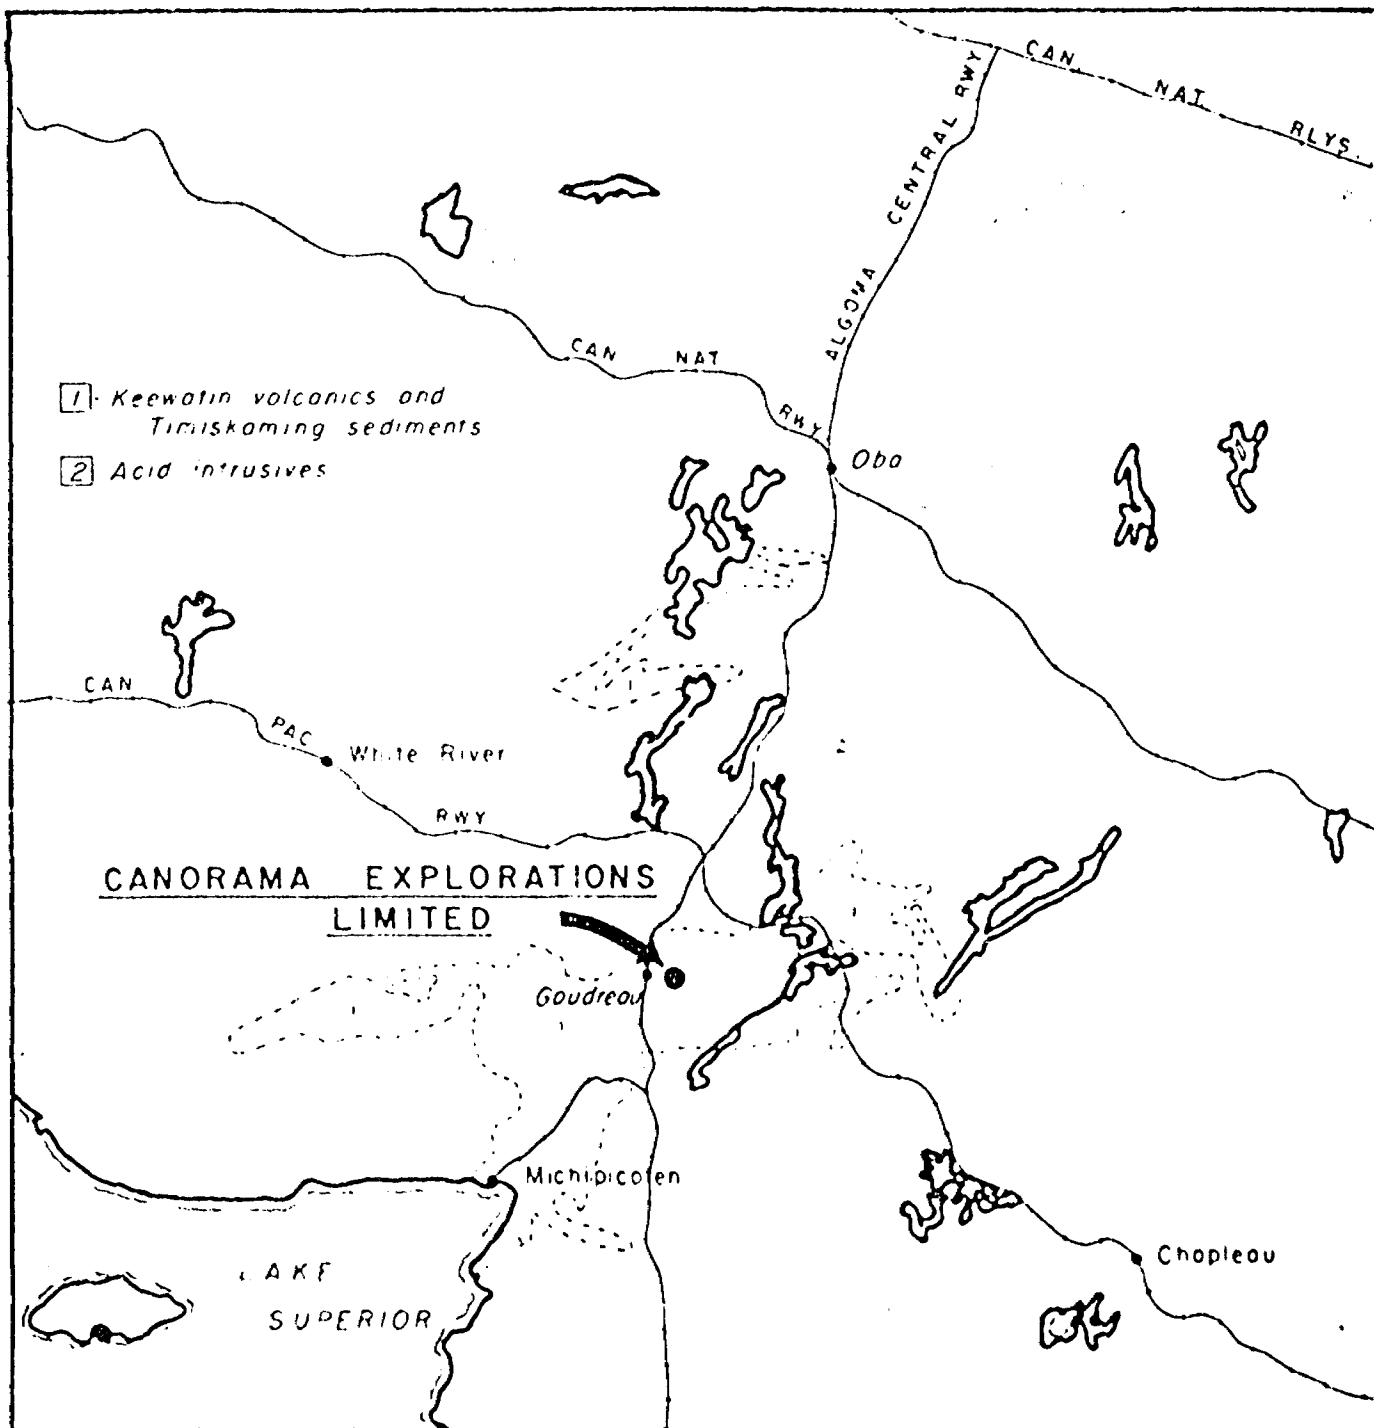 CAN. NAT. RLYS.
ALGOMA CENTRAL RWY
CAN NAT RWY.
1 Keewatin volcanics and
Timiskaming sediments
2 Acid intrusives
Oba
CAN PAC RWY
White River
CANORAMA EXPLORATIONS
LIMITED
Goudreau
Michipicoten
LAKE
SUPERIOR
Chapleau